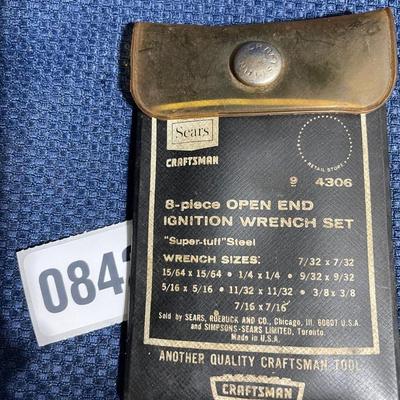 Sears
CRAFTSMAN
RETAIL STORE
9 4306
8-piece OPEN END
IGNITION WRENCH SET
"Super-tuff" Steel
WRENCH SIZES: 7/32 x 7/32
15/64 x 15/64 • 1/4 x 1/4 • 9/32 x 9/32
5/16 x 5/16 • 11/32 x 11/32 • 3/8 x 3/8
7/16 x 7/16
Sold by SEARS, ROEBUCK AND CO., Chicago, Ill. 60607 U.S.A.
and SIMPSONS-SEARS LIMITED, Toronto.
Made in U.S.A.
ANOTHER QUALITY CRAFTSMAN TOOL
CRAFTSMAN